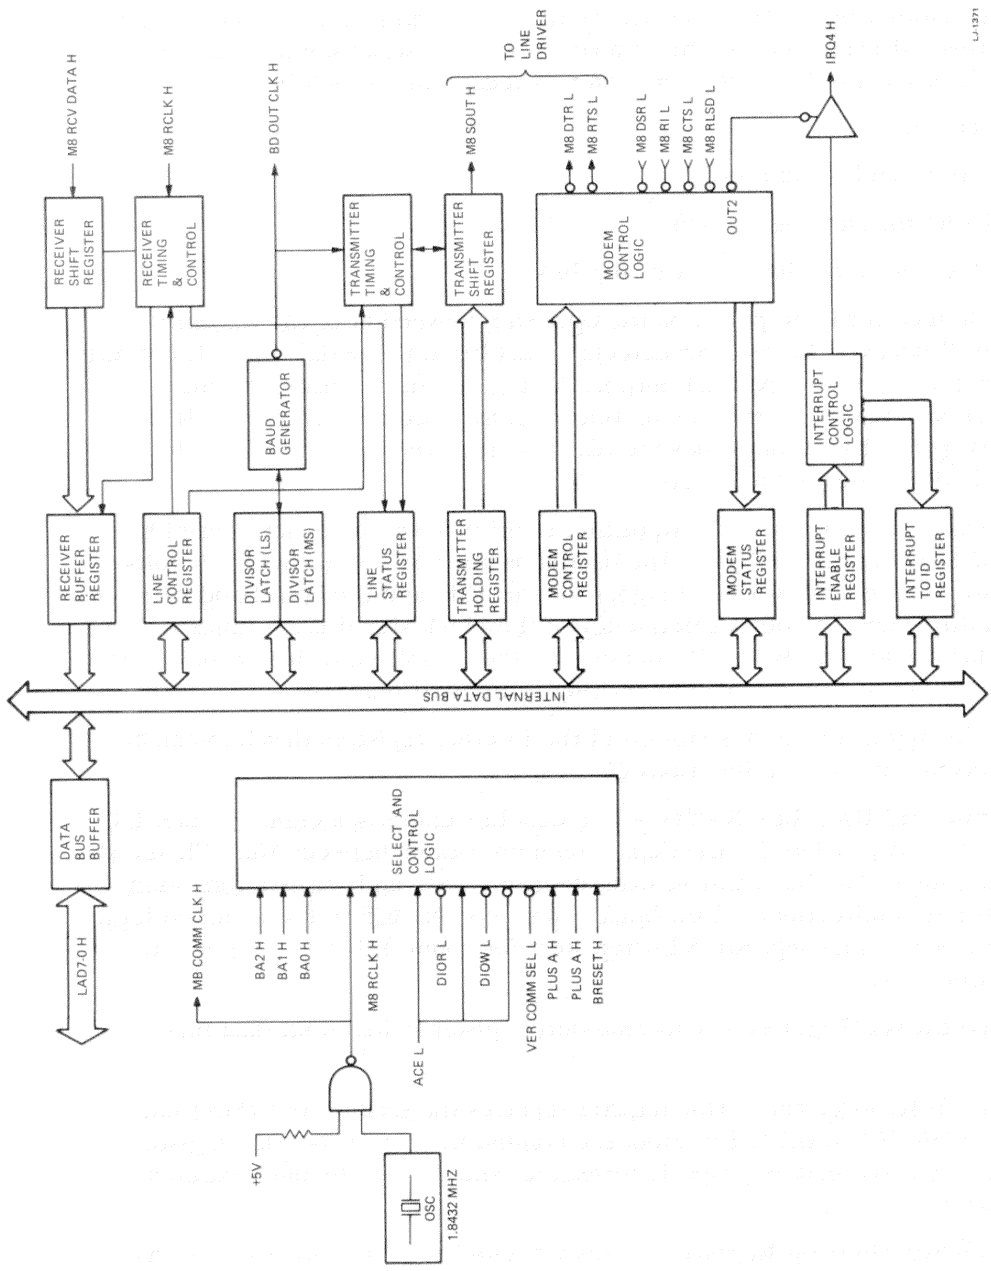 LAD7-0 H
DATA
BUS
BUFFER
INTERNAL DATA BUS
RECEIVER
BUFFER
REGISTER
RECEIVER
SHIFT
REGISTER
M8 RCV DATA H
LINE
CONTROL
REGISTER
RECEIVER
TIMING
&
CONTROL
M8 RCLK H
DIVISOR
LATCH (LS)
DIVISOR
LATCH (MS)
BAUD
GENERATOR
BD OUT CLK H
LINE
STATUS
REGISTER
TRANSMITTER
TIMING
&
CONTROL
TRANSMITTER
HOLDING
REGISTER
TRANSMITTER
SHIFT
REGISTER
M8 SOUT H
TO
LINE
DRIVER
MODEM
CONTROL
REGISTER
MODEM
CONTROL
LOGIC
M8 DTR L
M8 RTS L
M8 DSR L
M8 RI L
M8 CTS L
M8 RLSD L
OUT2
MODEM
STATUS
REGISTER
INTERRUPT
ENABLE
REGISTER
INTERRUPT
CONTROL
LOGIC
IRQ4 H
INTERRUPT
TO ID
REGISTER
MB COMM CLK H
BA2 H
BA1 H
BA0 H
M8 RCLK H
ACE L
DIOR L
DIOW L
VER COMM SEL L
PLUS A H
PLUS A H
BRESET H
SELECT AND
CONTROL
LOGIC
+5V
OSC
1.8432 MHZ
LJ-1371